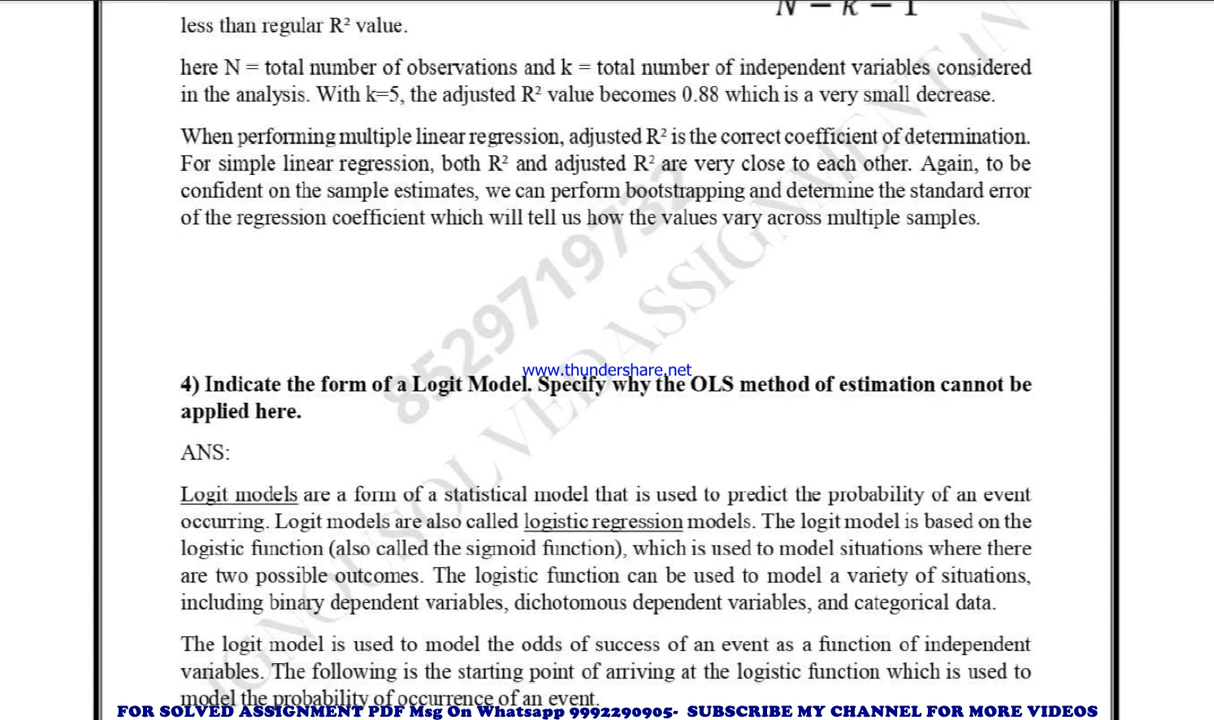 N − k − 1
less than regular R² value.
here N = total number of observations and k = total number of independent variables considered
in the analysis. With k=5, the adjusted R² value becomes 0.88 which is a very small decrease.
When performing multiple linear regression, adjusted R² is the correct coefficient of determination.
For simple linear regression, both R² and adjusted R² are very close to each other. Again, to be
confident on the sample estimates, we can perform bootstrapping and determine the standard error
of the regression coefficient which will tell us how the values vary across multiple samples.
8529719732
IGNOUSOLVEDASSIGNMENT.IN
www.thundershare.net
4) Indicate the form of a Logit Model. Specify why the OLS method of estimation cannot be
applied here.
ANS:
Logit models are a form of a statistical model that is used to predict the probability of an event
occurring. Logit models are also called logistic regression models. The logit model is based on the
logistic function (also called the sigmoid function), which is used to model situations where there
are two possible outcomes. The logistic function can be used to model a variety of situations,
including binary dependent variables, dichotomous dependent variables, and categorical data.
The logit model is used to model the odds of success of an event as a function of independent
variables. The following is the starting point of arriving at the logistic function which is used to
model the probability of occurrence of an event.
FOR SOLVED ASSIGNMENT PDF Msg On Whatsapp 9992290905- SUBSCRIBE MY CHANNEL FOR MORE VIDEOS